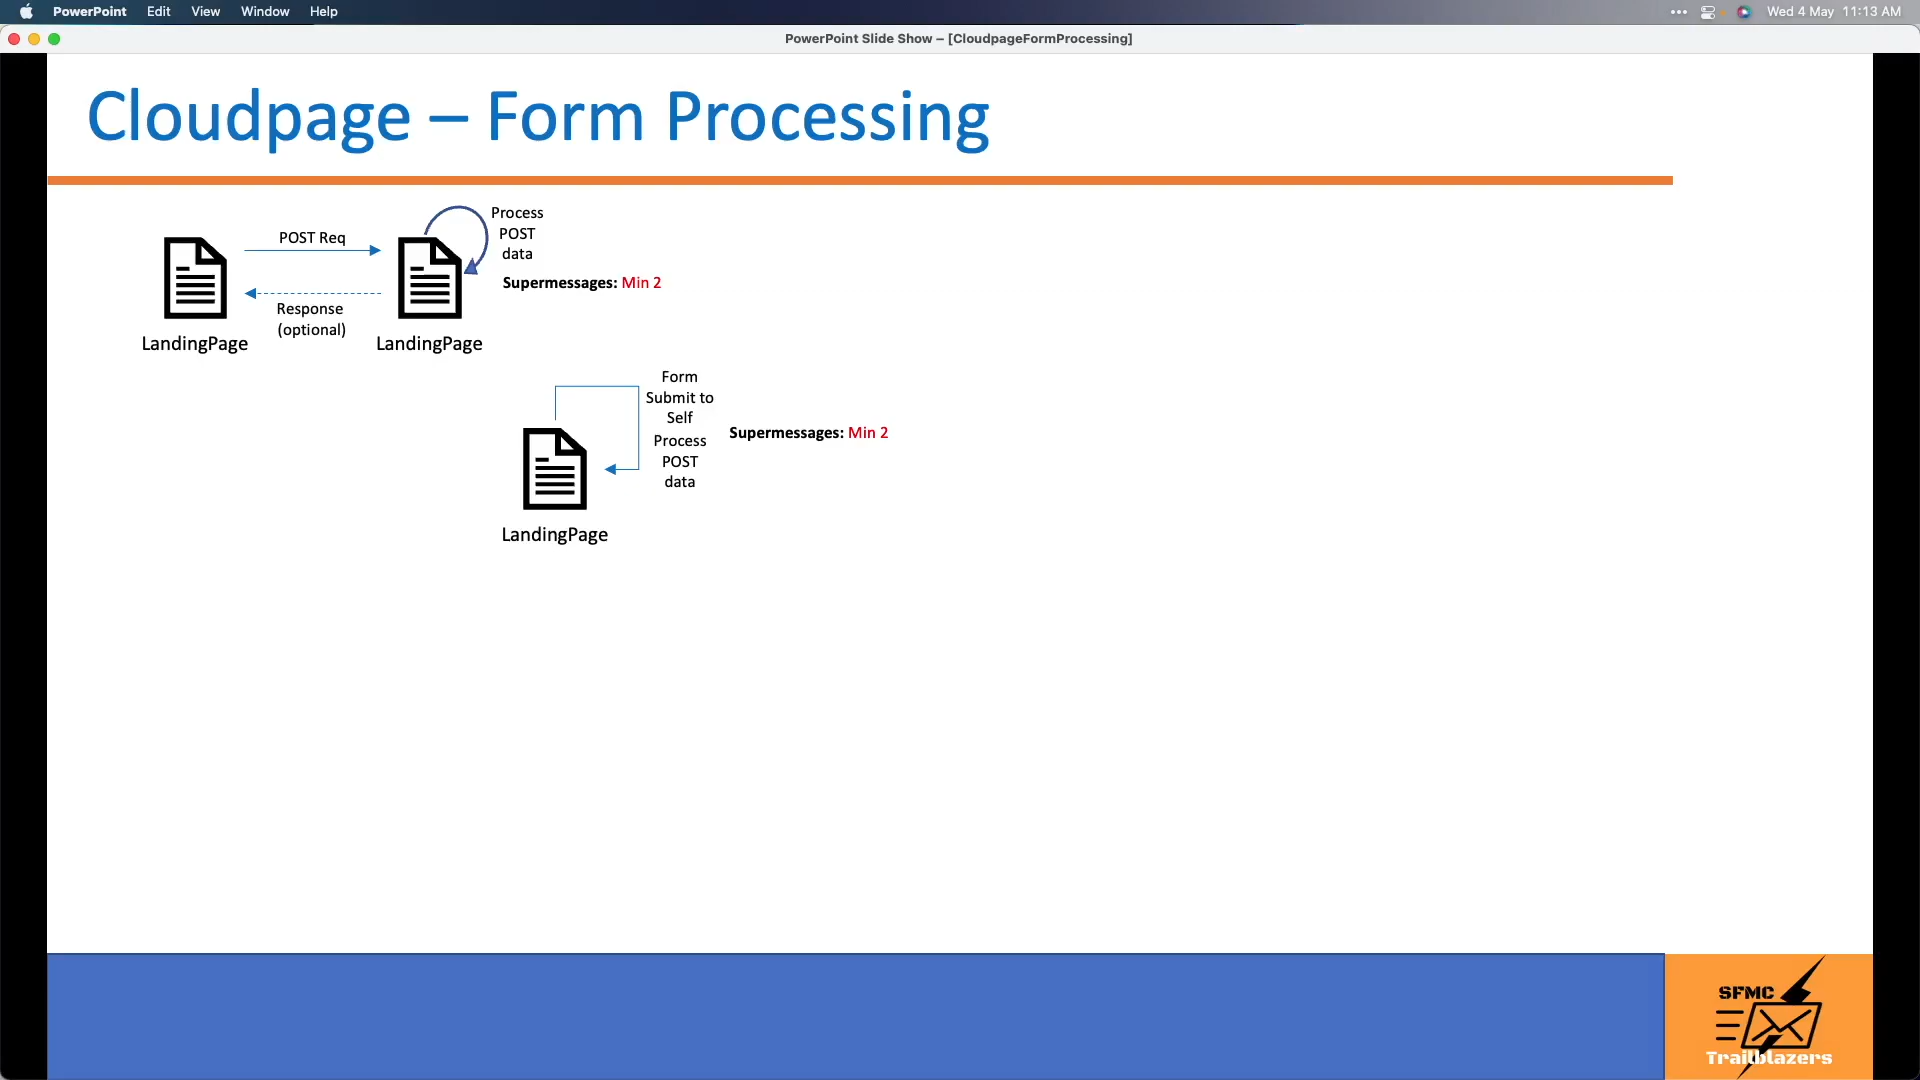 PowerPoint Edit View Window Help
Wed 4 May 11:13 AM
PowerPoint Slide Show – [CloudpageFormProcessing]
Cloudpage – Form Processing
POST Req
Response
(optional)
Process
POST
data
Supermessages: Min 2
LandingPage
LandingPage
Form
Submit to
Self
Process
POST
data
Supermessages: Min 2
LandingPage
SFMC
Trailblazers